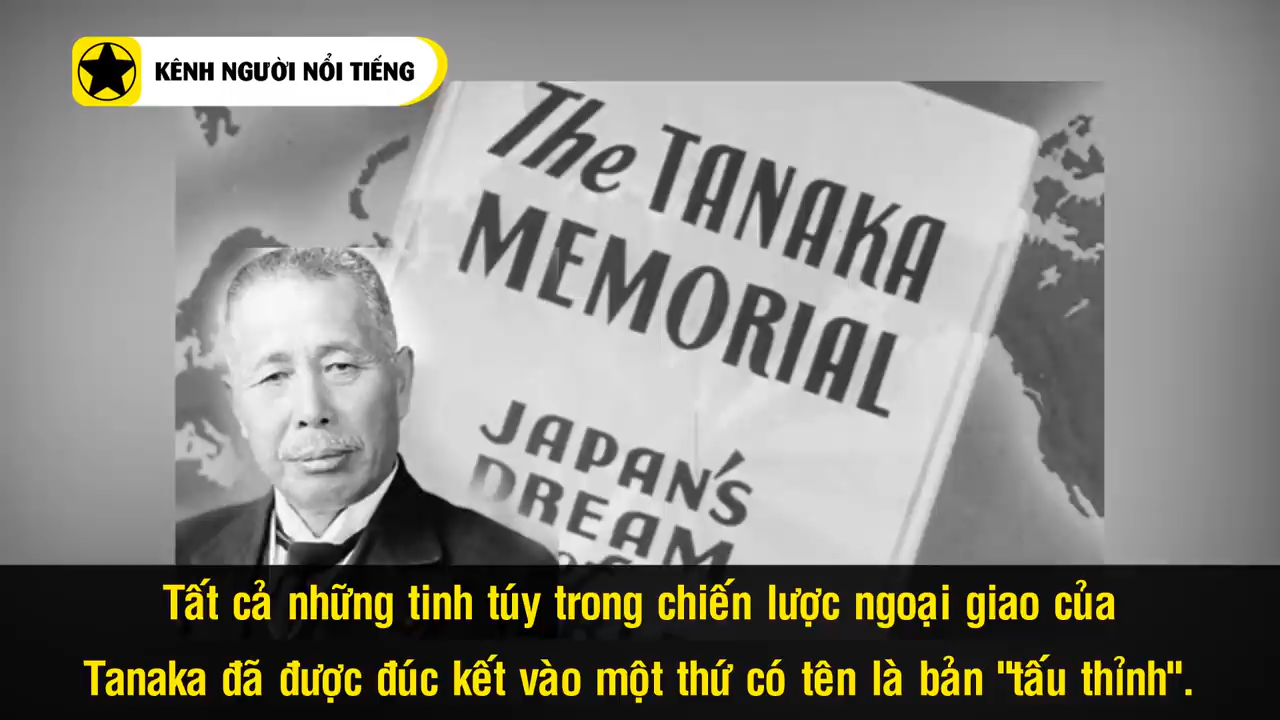 KÊNH NGƯỜI NỔI TIẾNG
The TANAKA
MEMORIAL
JAPAN'S
DREAM
of
Tất cả những tinh túy trong chiến lược ngoại giao của
Tanaka đã được đúc kết vào một thứ có tên là bản "tấu thỉnh".